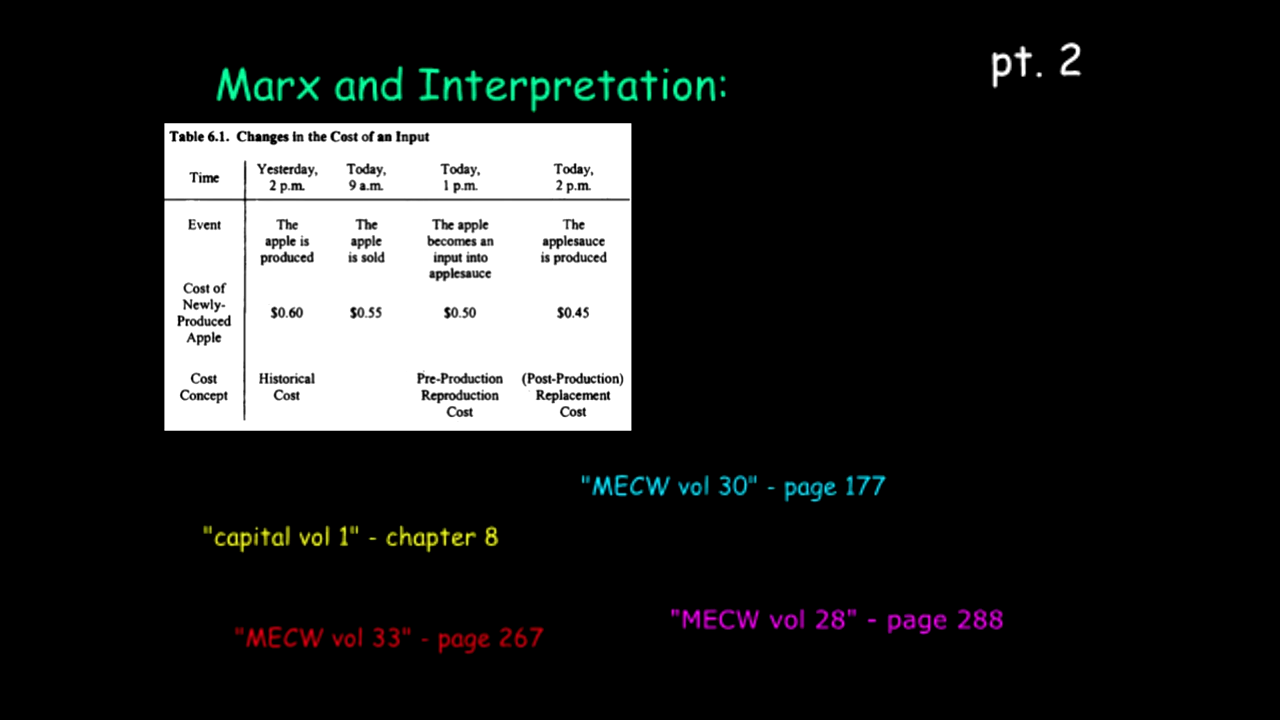 pt. 2
Marx and Interpretation:
Table 6.1. Changes in the Cost of an Input
Time
Yesterday, 2 p.m.
Today, 9 a.m.
Today, 1 p.m.
Today, 2 p.m.
Event
The apple is produced
The apple is sold
The apple becomes an input into applesauce
The applesauce is produced
Cost of Newly-Produced Apple
$0.60
$0.55
$0.50
$0.45
Cost Concept
Historical Cost
Pre-Production Reproduction Cost
(Post-Production) Replacement Cost
"MECW vol 30" - page 177
"capital vol 1" - chapter 8
"MECW vol 28" - page 288
"MECW vol 33" - page 267